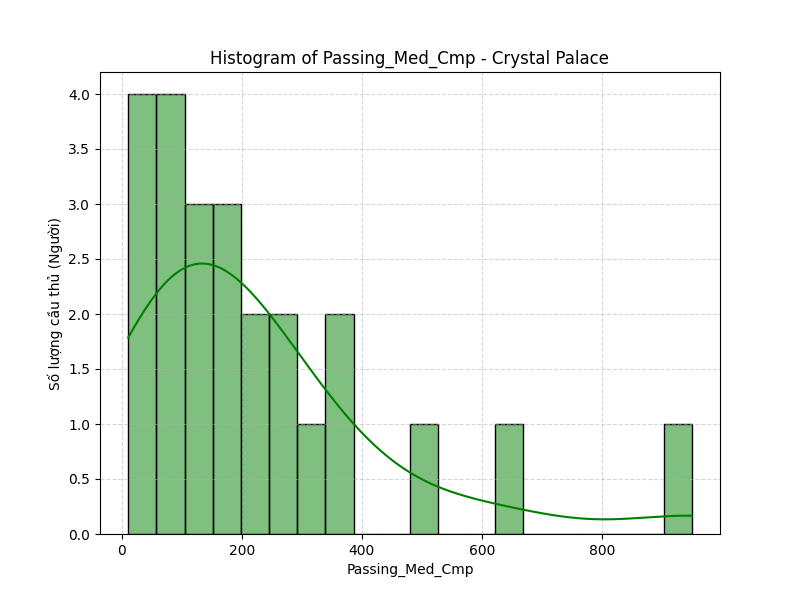 Histogram of Passing_Med_Cmp - Crystal Palace
Số lượng cầu thủ (Người)
4.0
3.5
3.0
2.5
2.0
1.5
1.0
0.5
0.0
0 200 400 600 800
Passing_Med_Cmp